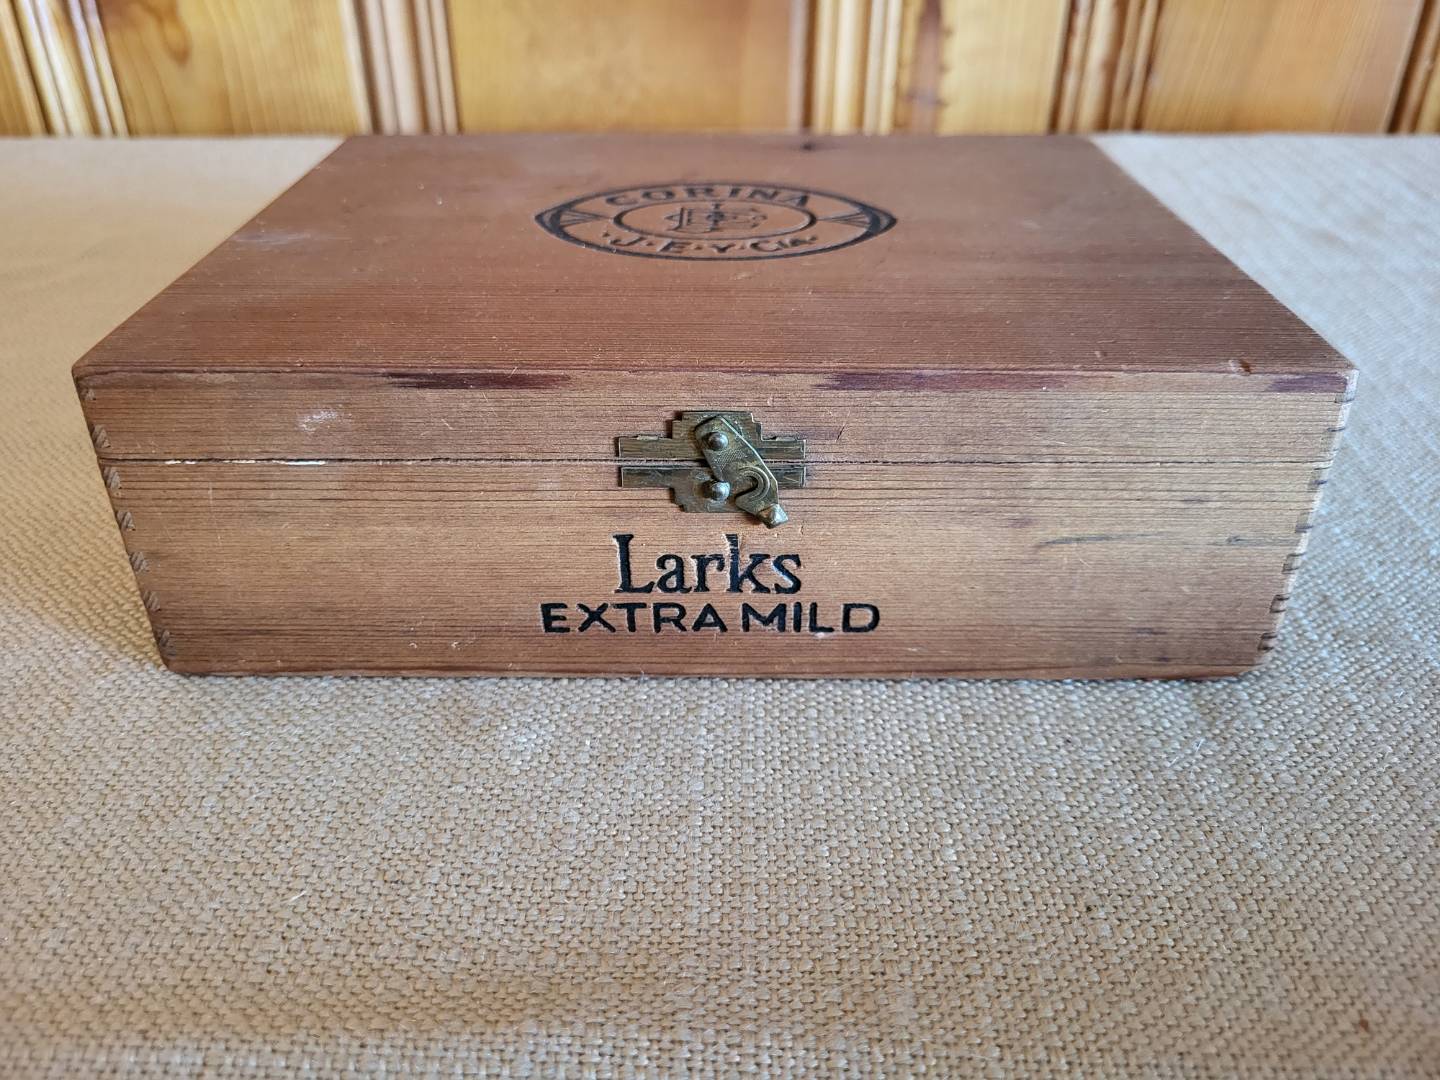 CORINA
· J · E · Y · Cia ·
Larks
EXTRA MILD